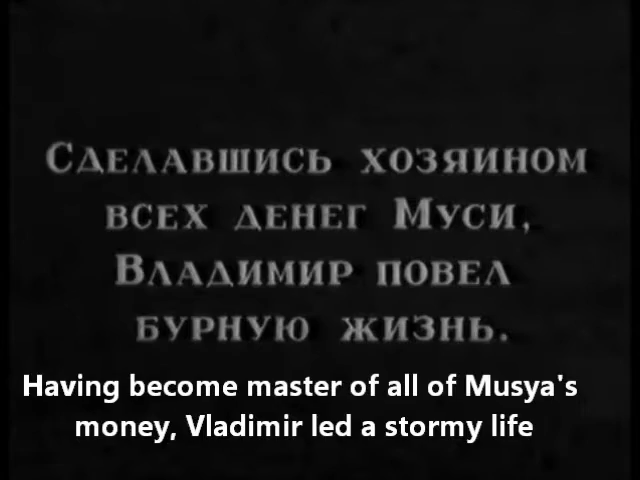 Сделавшись хозяином
всех денег Муси,
Владимир повел
бурную жизнь.
Having become master of all of Musya's
money, Vladimir led a stormy life